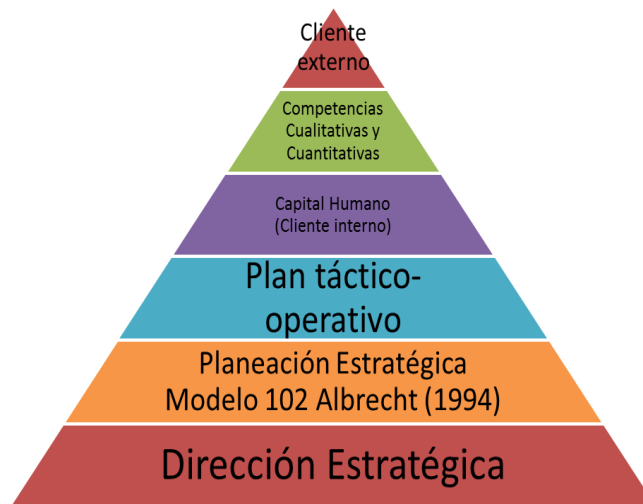 Cliente
externo
Competencias
Cualitativas y
Cuantitativas
Capital Humano
(Cliente interno)
Plan táctico-
operativo
Planeación Estratégica
Modelo 102 Albrecht (1994)
Dirección Estratégica